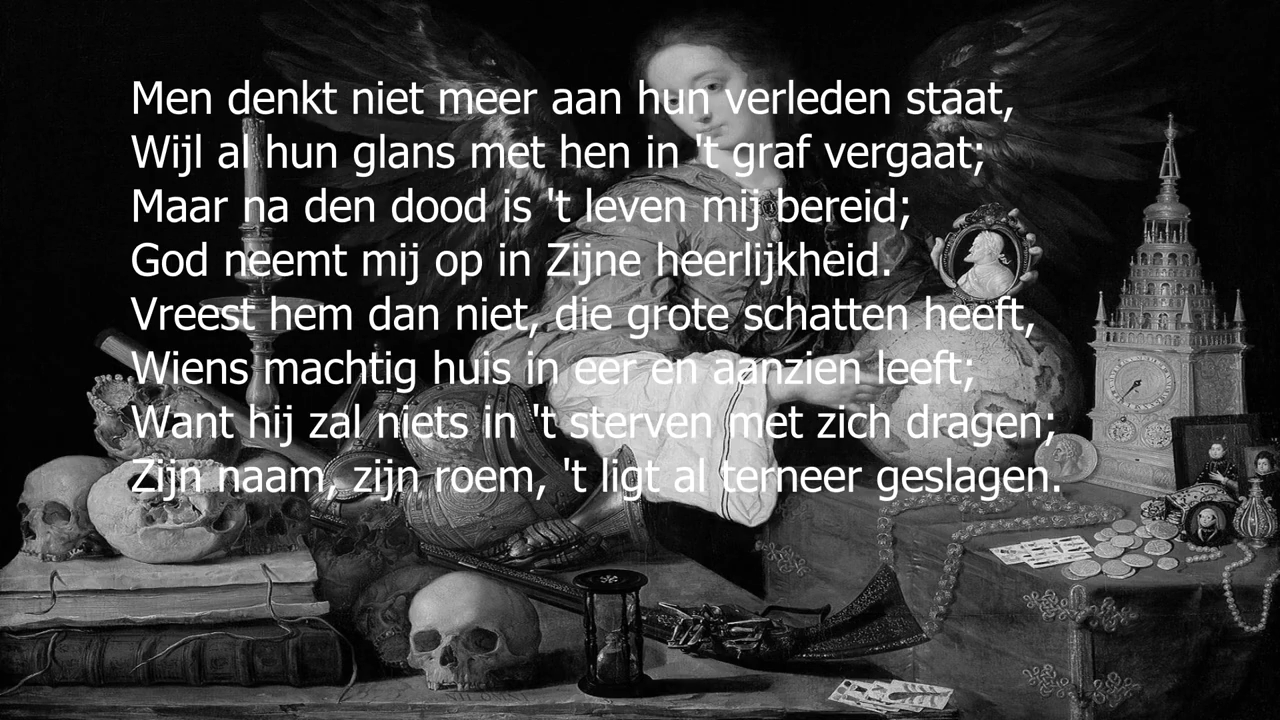 Men denkt niet meer aan hun verleden staat,
Wijl al hun glans met hen in 't graf vergaat;
Maar na den dood is 't leven mij bereid;
God neemt mij op in Zijne heerlijkheid.
Vreest hem dan niet, die grote schatten heeft,
Wiens machtig huis in eer en aanzien leeft;
Want hij zal niets in 't sterven met zich dragen;
Zijn naam, zijn roem, 't ligt al terneer geslagen.